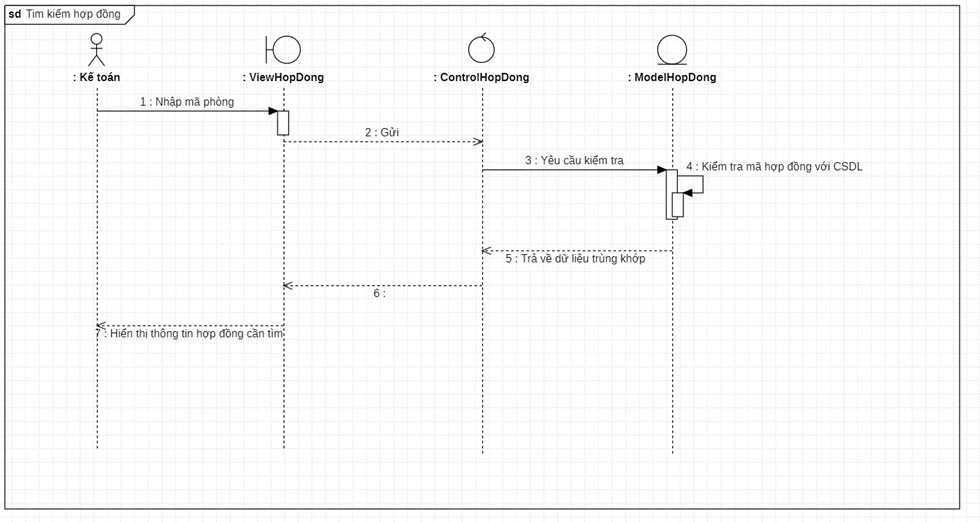 sd Tìm kiếm hợp đồng
: Kế toán
: ViewHopDong
: ControlHopDong
: ModelHopDong
1 : Nhập mã phòng
2 : Gửi
3 : Yêu cầu kiểm tra
4 : Kiểm tra mã hợp đồng với CSDL
5 : Trả về dữ liệu trùng khớp
6 :
7 : Hiển thị thông tin hợp đồng cần tìm